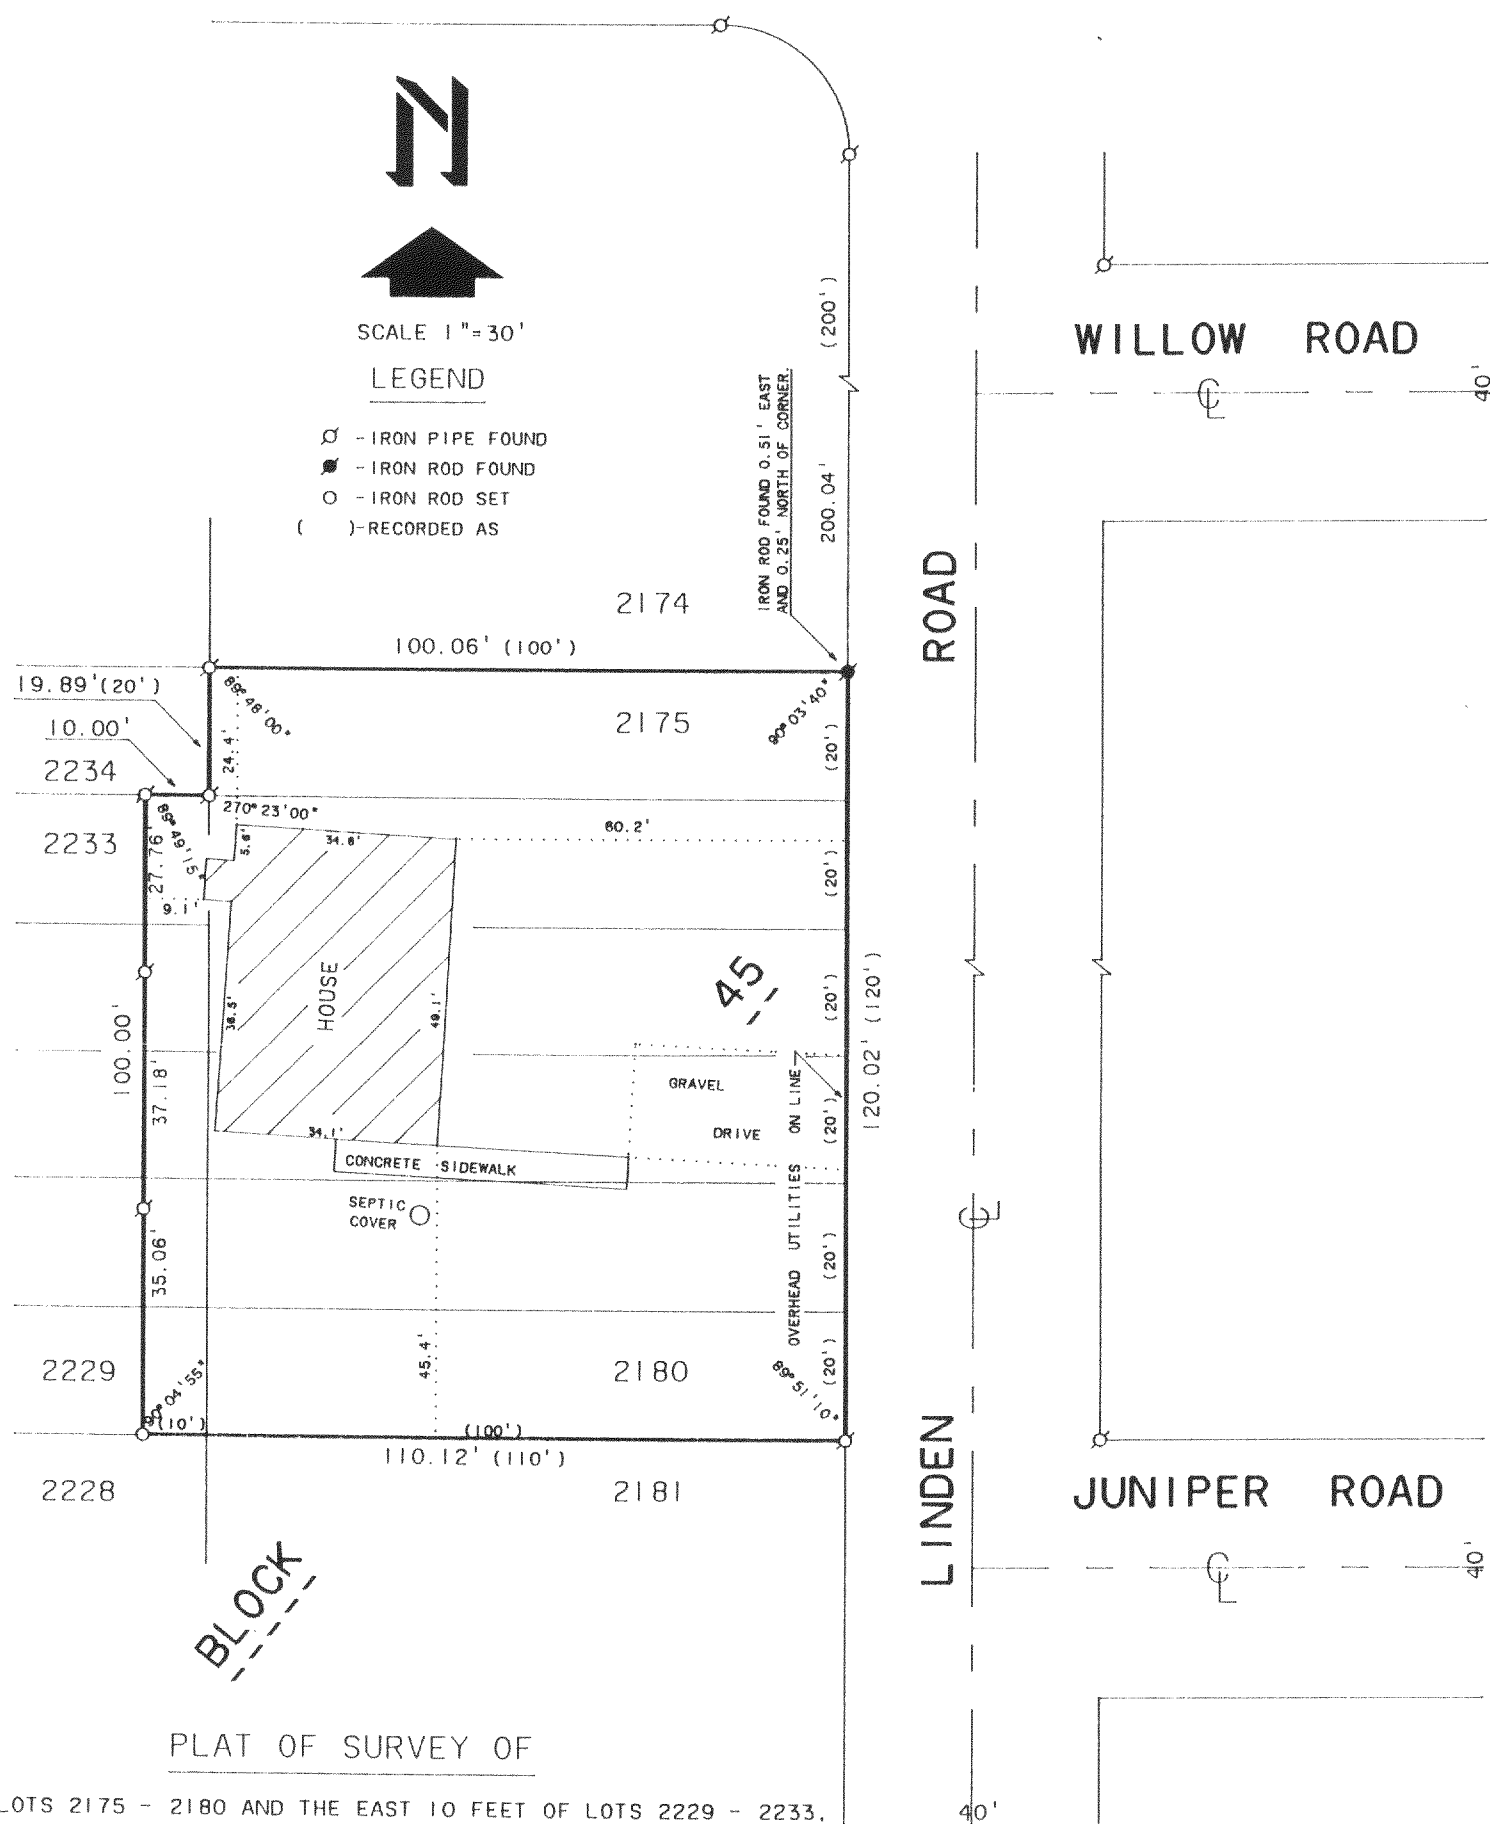 N
SCALE 1"=30'
LEGEND
-IRON PIPE FOUND
-IRON ROD FOUND
-IRON ROD SET
( )-RECORDED AS
(200')
200.04'
IRON ROD FOUND 0.51' EAST
AND 0.25' NORTH OF CORNER.
WILLOW ROAD
CL
40'
2174
100.06' (100')
19.89'(20')
10.00'
89°48'00"
90°03'40"
2175
(20')
24.4'
2234
2233
270°23'00"
89°49'15"
27.76'
5.6'
34.8'
60.2'
(20')
9.1'
HOUSE
38.5'
49.1'
45
(20')
100.00'
37.18'
120.02' (120')
GRAVEL
DRIVE
(20')
OVERHEAD UTILITIES ON LINE
34.1'
CONCRETE SIDEWALK
SEPTIC
COVER
35.06'
(20')
CL
45.4'
2229
90°04'55"
2180
89°51'10"
(20')
(10')
(100')
110.12' (110')
2228
2181
LINDEN ROAD
JUNIPER ROAD
CL
40'
BLOCK
PLAT OF SURVEY OF
LOTS 2175 - 2180 AND THE EAST 10 FEET OF LOTS 2229 - 2233,
40'